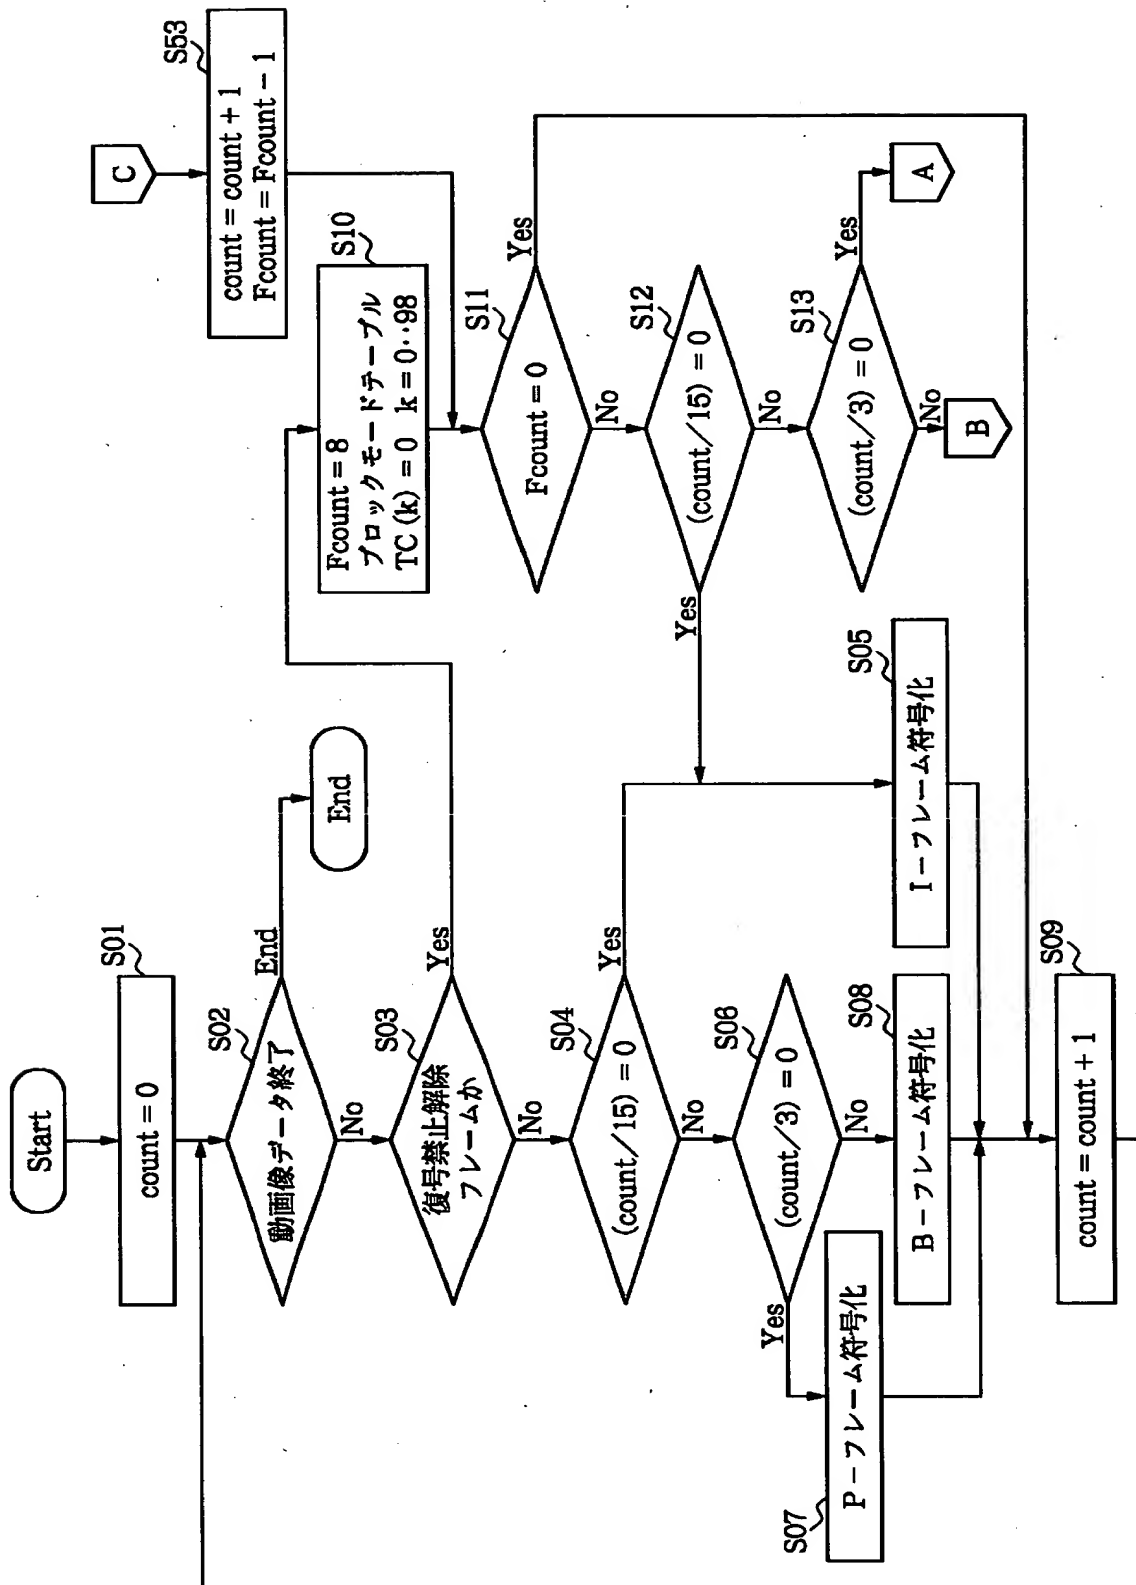 Start
S01
count = 0
S02
動画像データ終了
End
End
No
S03
復号禁止解除
フレームか
Yes
No
S04
(count/15) = 0
Yes
No
S06
(count/3) = 0
Yes
No
S07
P-フレーム符号化
S08
B-フレーム符号化
S05
I-フレーム符号化
S09
count = count + 1
C
S53
count = count + 1
Fcount = Fcount - 1
S10
Fcount = 8
ブロックモードテーブル
TC (k) = 0 k = 0··98
S11
Fcount = 0
Yes
No
S12
(count/15) = 0
Yes
No
S13
(count/3) = 0
Yes
No
A
B